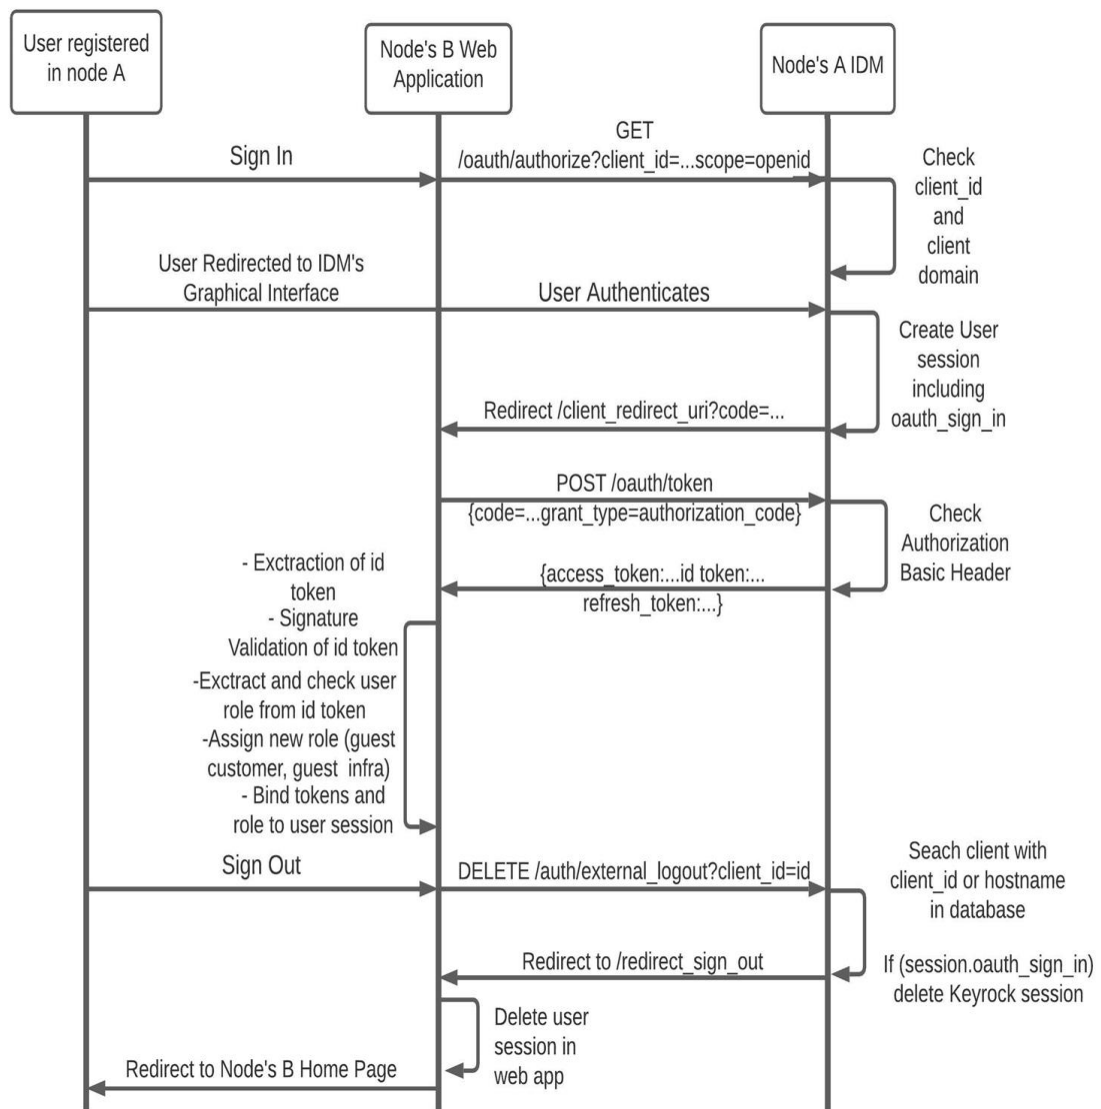 User registered
in node A
Node's B Web
Application
Node's A IDM
Sign In
GET
/oauth/authorize?client_id=...scope=openid
Check
client_id
and
client
domain
User Redirected to IDM's
Graphical Interface
User Authenticates
Create User
session
including
oauth_sign_in
Redirect /client_redirect_uri?code=...
POST /oauth/token
{code=...grant_type=authorization_code}
Check
Authorization
Basic Header
{access_token:...id token:...
refresh_token:...}
- Exctraction of id
token
- Signature
Validation of id token
-Exctract and check user
role from id token
-Assign new role (guest
customer, guest infra)
- Bind tokens and
role to user session
Sign Out
DELETE /auth/external_logout?client_id=id
Seach client with
client_id or hostname
in database
If (session.oauth_sign_in)
delete Keyrock session
Redirect to /redirect_sign_out
Delete user
session in
web app
Redirect to Node's B Home Page